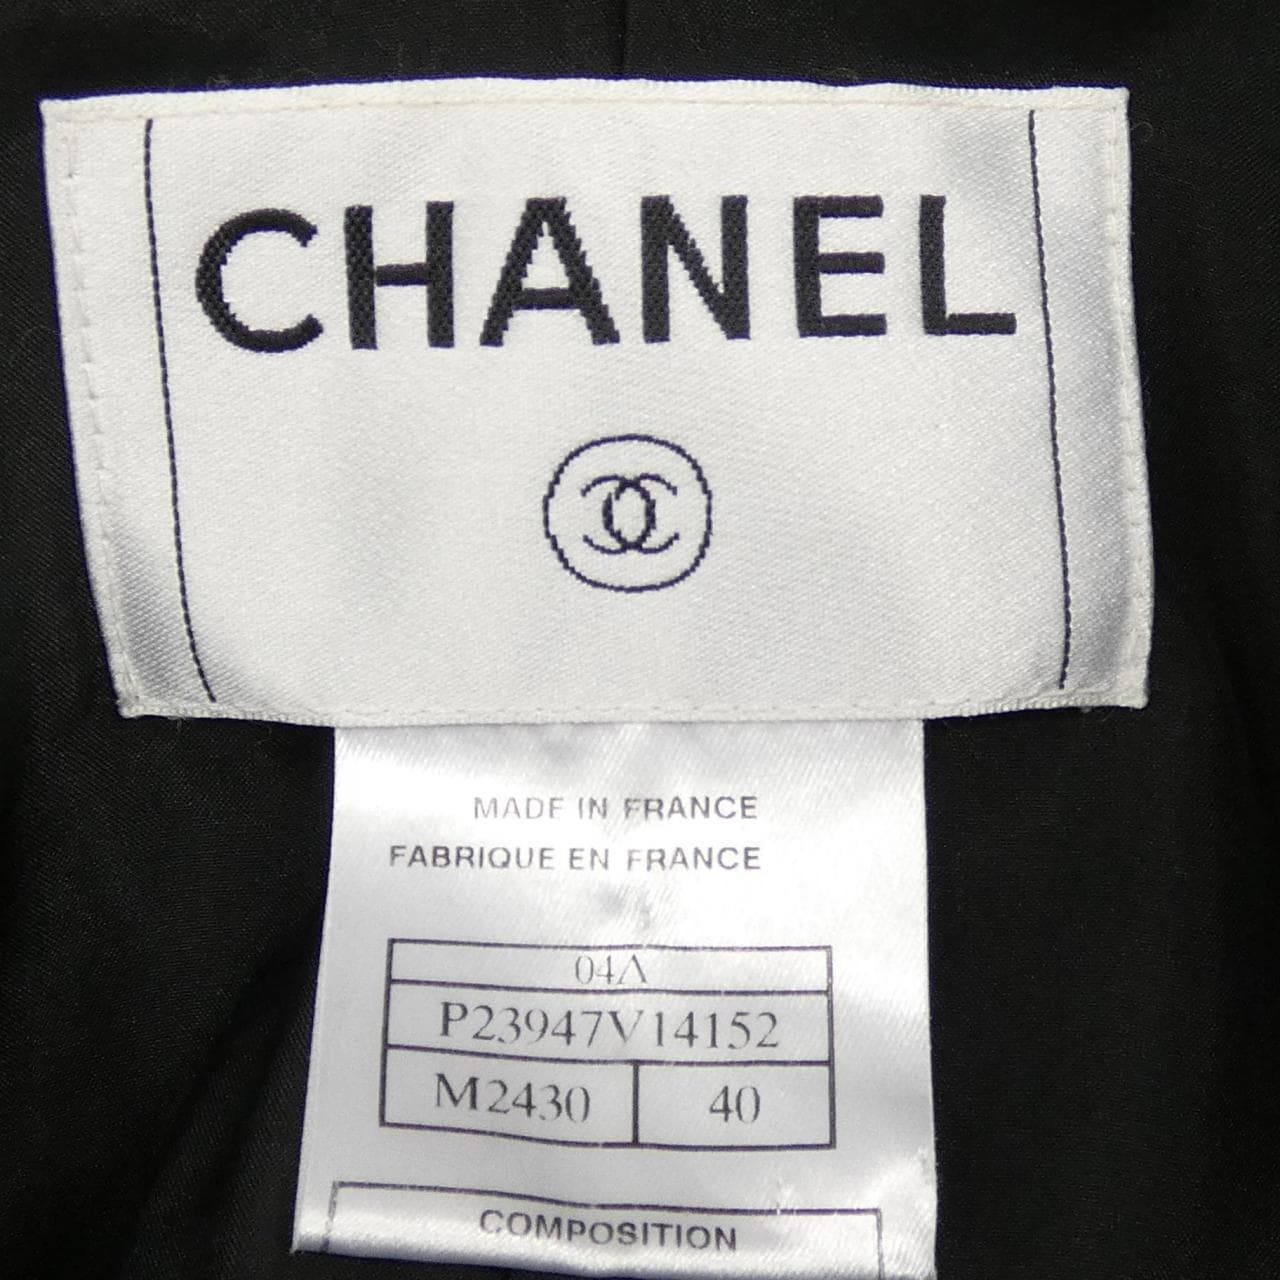 CHANEL
MADE IN FRANCE
FABRIQUE EN FRANCE
04A
P23947V14152
M2430 40
COMPOSITION